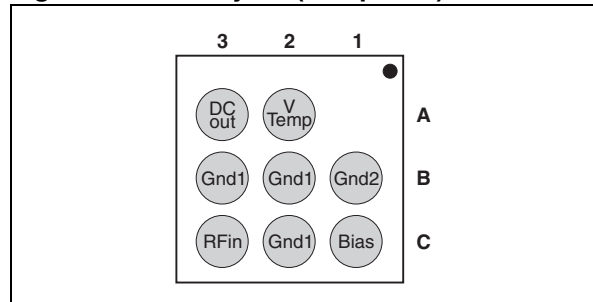 3 2 1
DC out V Temp A
Gnd1 Gnd1 Gnd2 B
RFin Gnd1 Bias C